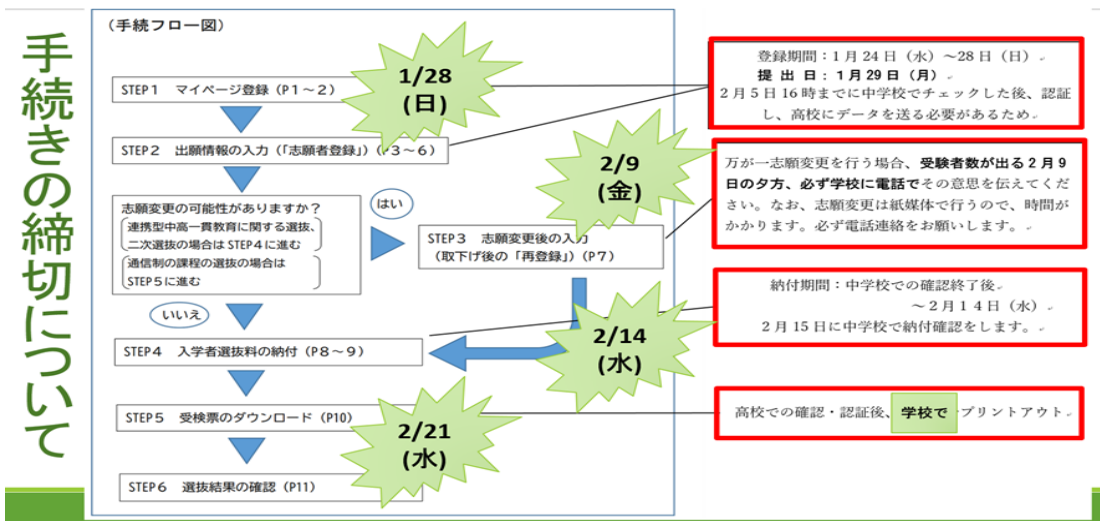 手続きの締切について
（手続フロー図）
1/28
(日)
STEP1　マイページ登録（P1～2）
STEP2　出願情報の入力（「志願者登録」）（P3～6）
志願変更の可能性がありますか？
連携型中高一貫教育に関する選抜、
二次選抜の場合は STEP4 に進む
通信制の課程の選抜の場合は
STEP5 に進む
はい
いいえ
2/9
(金)
STEP3　志願変更後の入力
（取下げ後の「再登録」）（P7）
2/14
(水)
STEP4　入学者選抜料の納付（P8～9）
STEP5　受検票のダウンロード（P10）
2/21
(水)
STEP6　選抜結果の確認（P11）
登録期間：1月24日（水）～28日（日）
提 出 日：1月29日（月）
2月5日16時までに中学校でチェックした後、認証
し、高校にデータを送る必要があるため
万が一志願変更を行う場合、受験者数が出る2月9
日の夕方、必ず学校に電話でその意思を伝えてくだ
さい。なお、志願変更は紙媒体で行うので、時間が
かかります。必ず電話連絡をお願いします。
納付期間：中学校での確認終了後
～2月14日（水）
2月15日に中学校で納付確認をします。
高校での確認・認証後、学校でプリントアウト